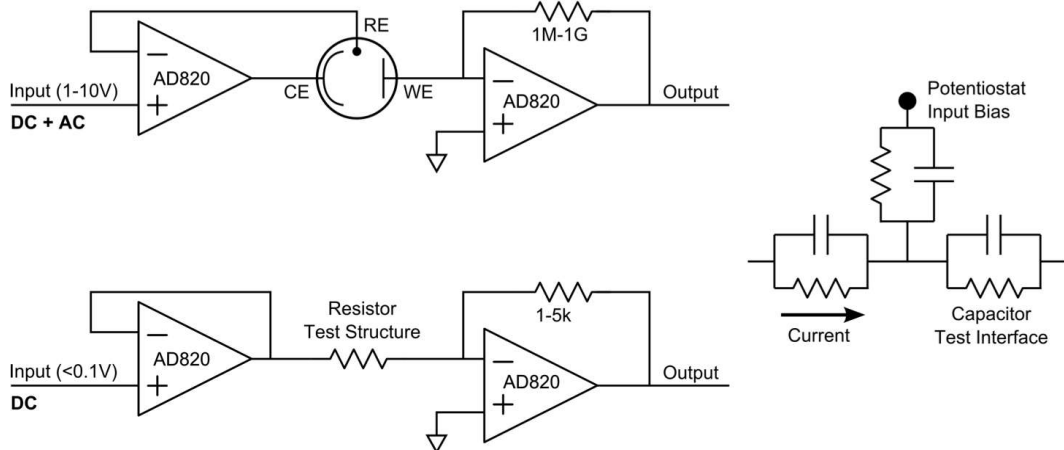 RE
1M-1G
AD820
Input (1-10V)
DC + AC
CE
WE
AD820
Output
Potentiostat
Input Bias
Current
Capacitor
Test Interface
Resistor
Test Structure
1-5k
AD820
Input (<0.1V)
DC
AD820
Output